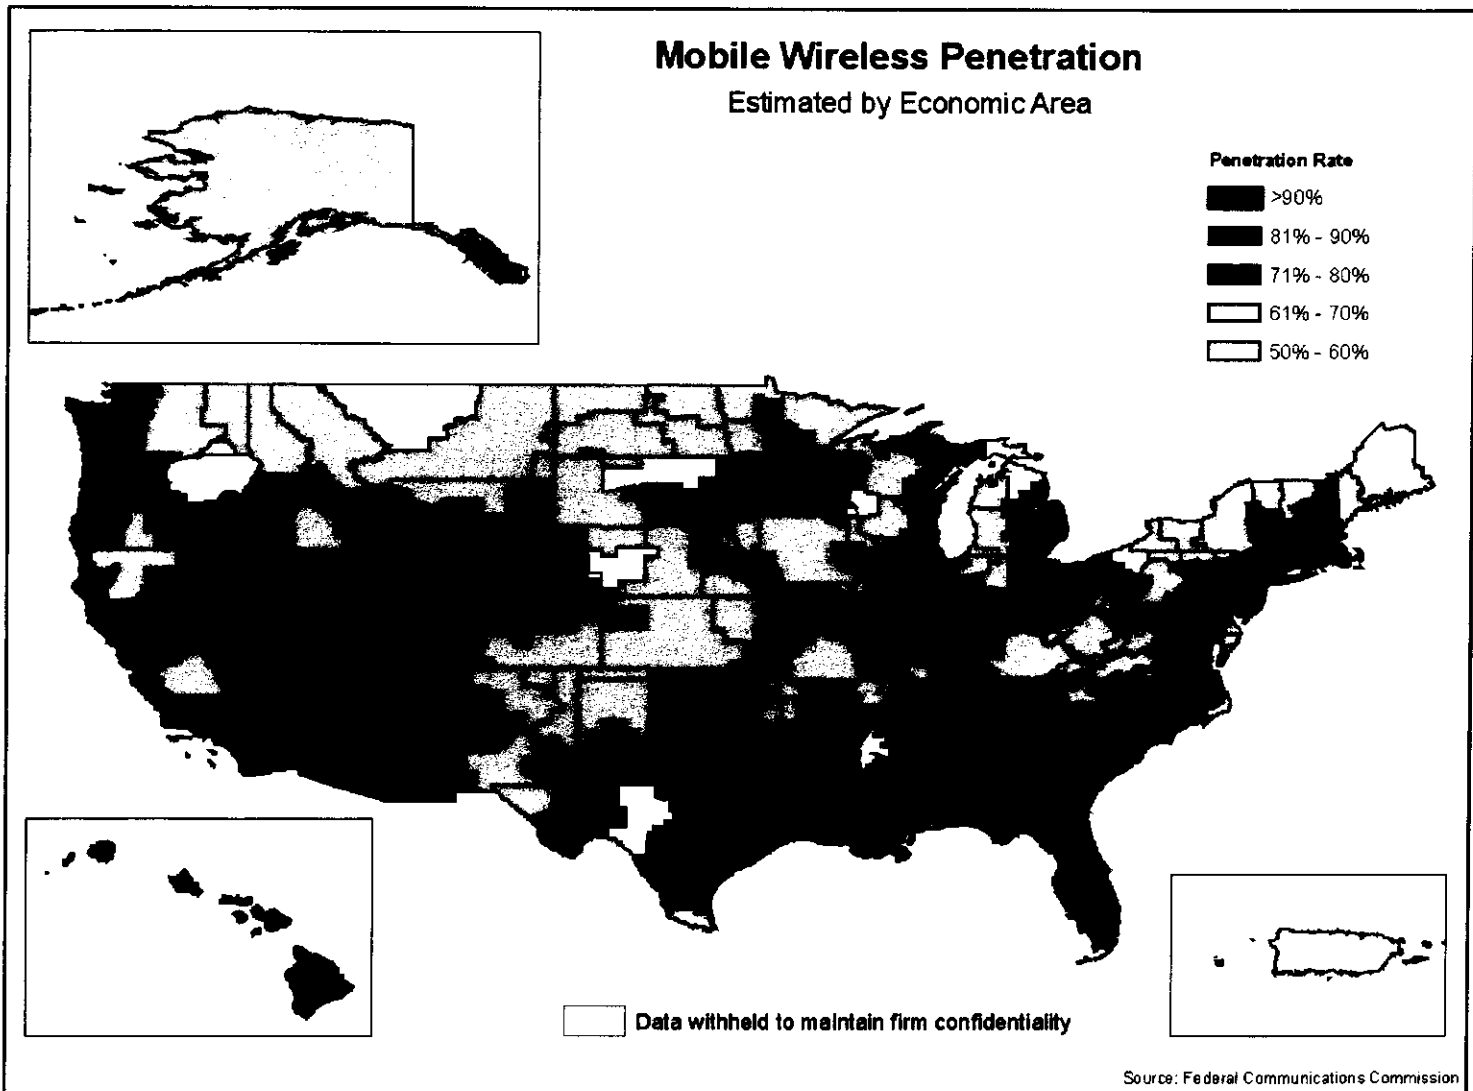 Mobile Wireless Penetration
Estimated by Economic Area
Penetration Rate
>90%
81% - 90%
71% - 80%
61% - 70%
50% - 60%
Data withheld to maintain firm confidentiality
Source: Federal Communications Commission